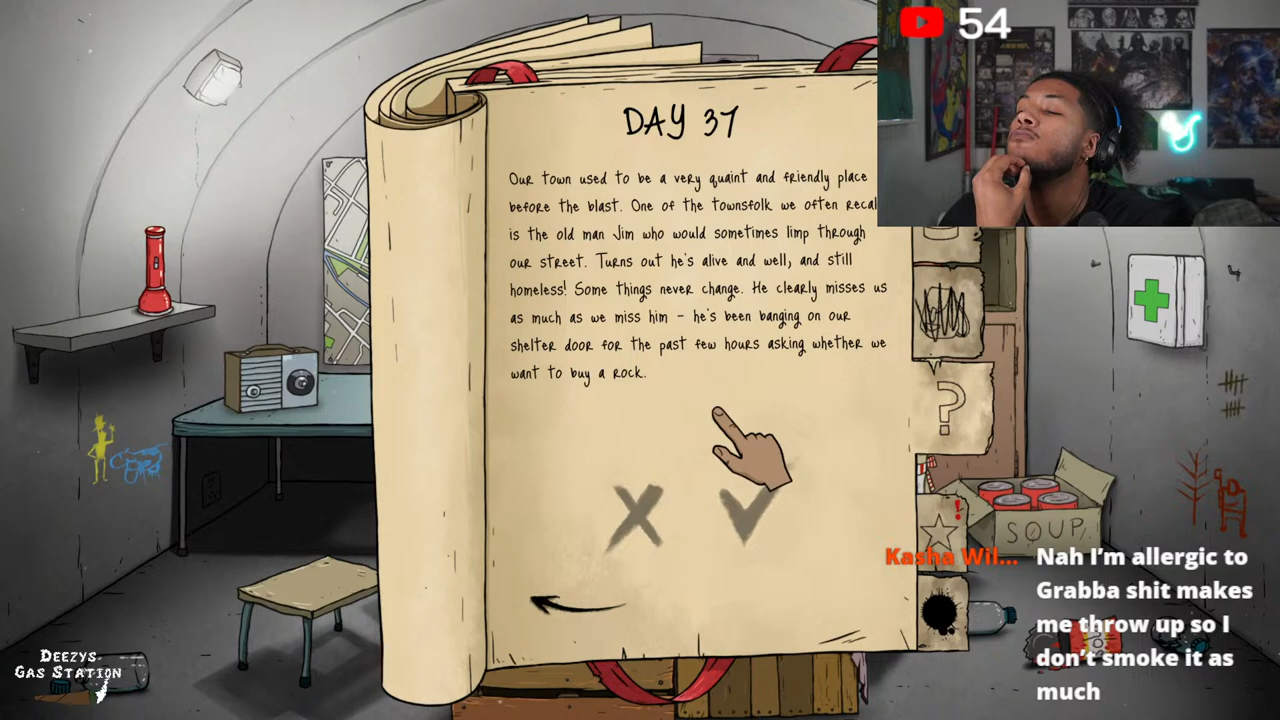 54
DAY 37
Our town used to be a very quaint and friendly place
before the blast. One of the townsfolk we often recal
is the old man Jim who would sometimes limp through
our street. Turns out he's alive and well, and still
homeless! Some things never change. He clearly misses us
as much as we miss him – he's been banging on our
shelter door for the past few hours asking whether we
want to buy a rock.
?
!
SOUP
Kasha Wil... Nah I'm allergic to
Grabba shit makes
me throw up so I
don't smoke it as
much
DEEZYS
GAS STATION